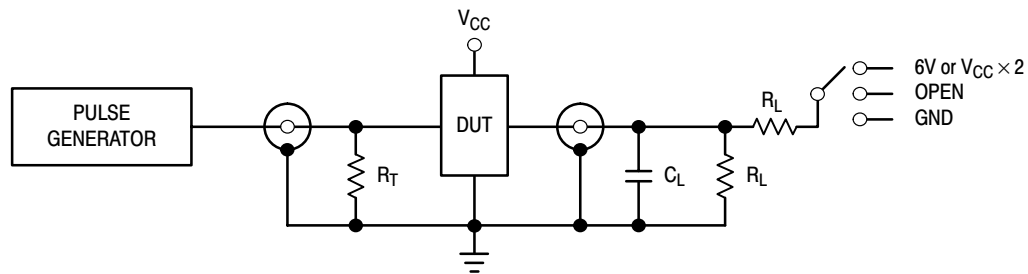 V_CC
PULSE
GENERATOR
R_T
DUT
C_L
R_L
R_L
6V or V_CC × 2
OPEN
GND